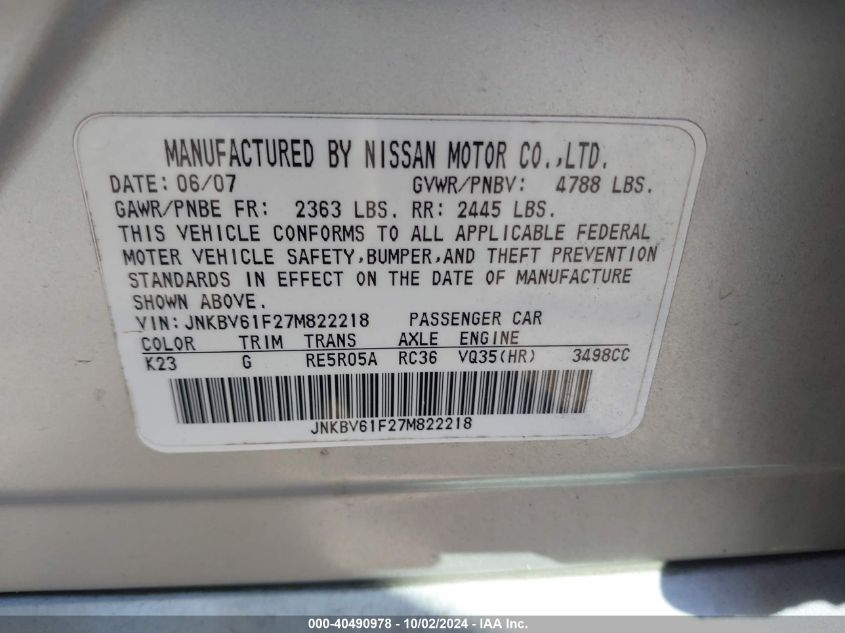 MANUFACTURED BY NISSAN MOTOR CO.,LTD.
DATE: 06/07 GVWR/PNBV: 4788 LBS.
GAWR/PNBE FR: 2363 LBS. RR: 2445 LBS.
THIS VEHICLE CONFORMS TO ALL APPLICABLE FEDERAL
MOTER VEHICLE SAFETY,BUMPER,AND THEFT PREVENTION
STANDARDS IN EFFECT ON THE DATE OF MANUFACTURE
SHOWN ABOVE.
VIN: JNKBV61F27M822218 PASSENGER CAR
COLOR TRIM TRANS AXLE ENGINE
K23 G RE5R05A RC36 VQ35(HR) 3498CC
JNKBV61F27M822218
000-40490978 - 10/02/2024 - IAA Inc.